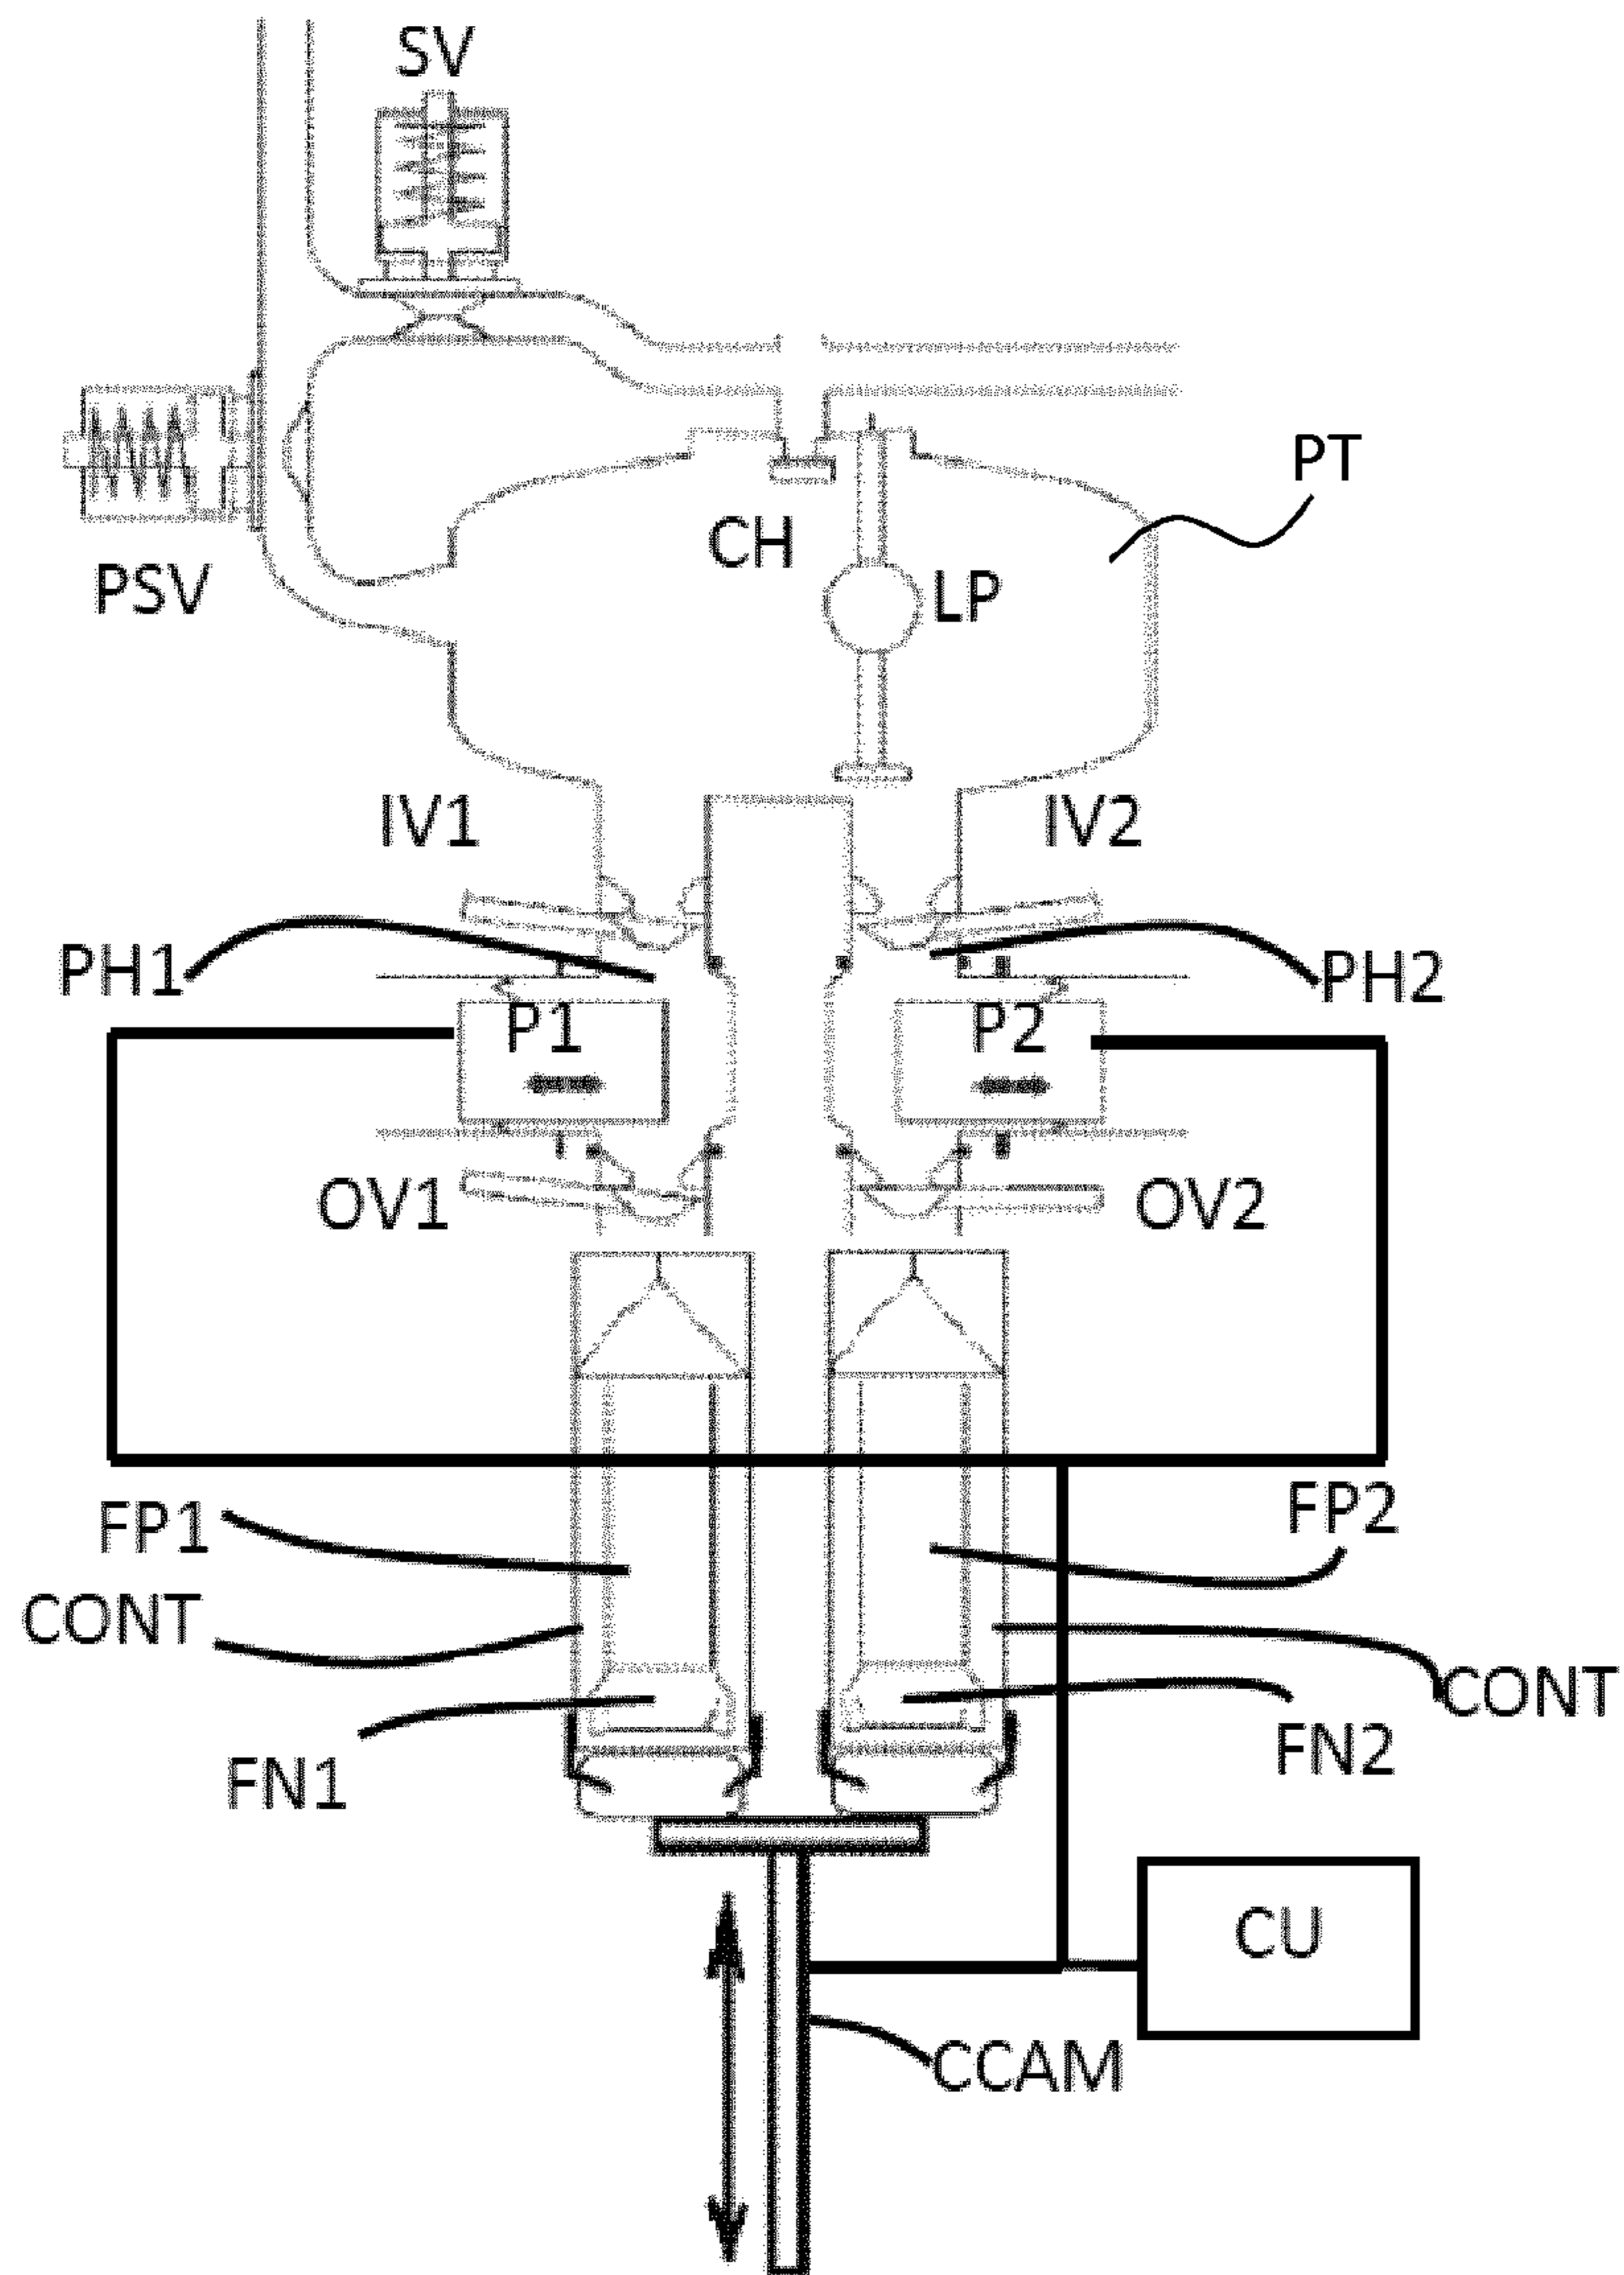 SV
PT
CH
PSV
LP
IV1 IV2
PH1 PH2
P1 P2
OV1 OV2
FP1 FP2
CONT
CONT
FN1 FN2
CU
CCAM